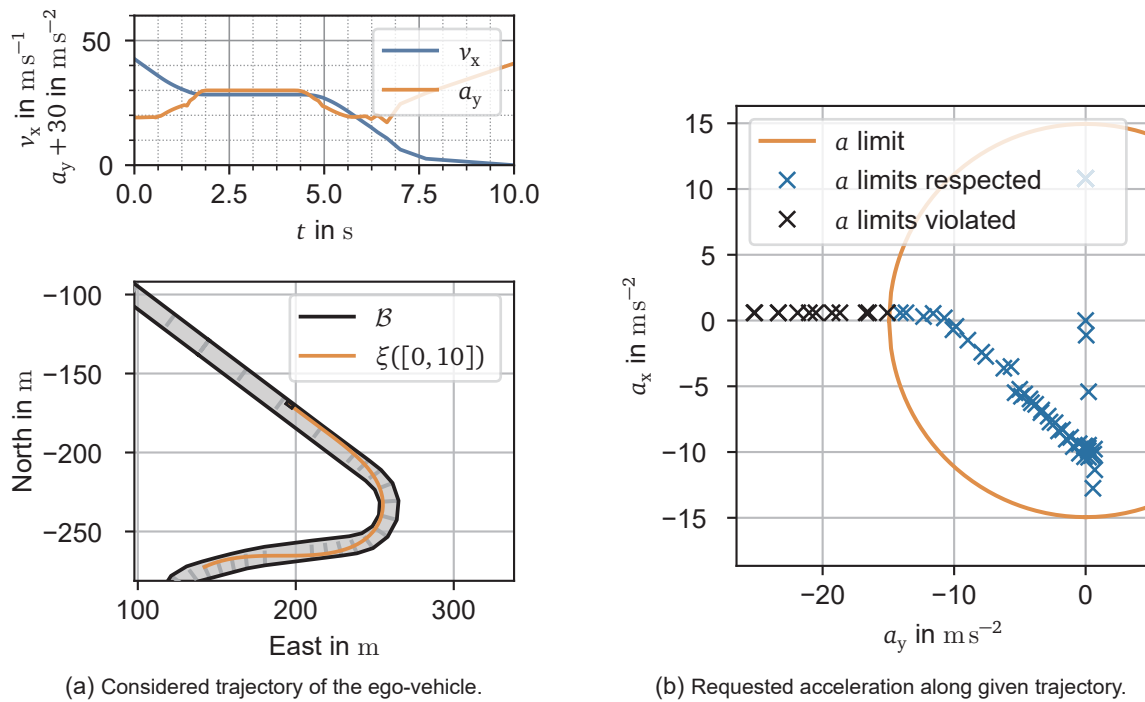 v_x in m s⁻¹
a_y + 30 in m s⁻²
50
0
v_x
a_y
0.0 2.5 5.0 7.5 10.0
t in s
North in m
−100
−150
−200
−250
ℬ
ξ([0, 10])
100 200 300
East in m
(a) Considered trajectory of the ego-vehicle.
a_x in m s⁻²
15
10
5
0
−5
−10
−15
a limit
a limits respected
a limits violated
−20 −10 0
a_y in m s⁻²
(b) Requested acceleration along given trajectory.